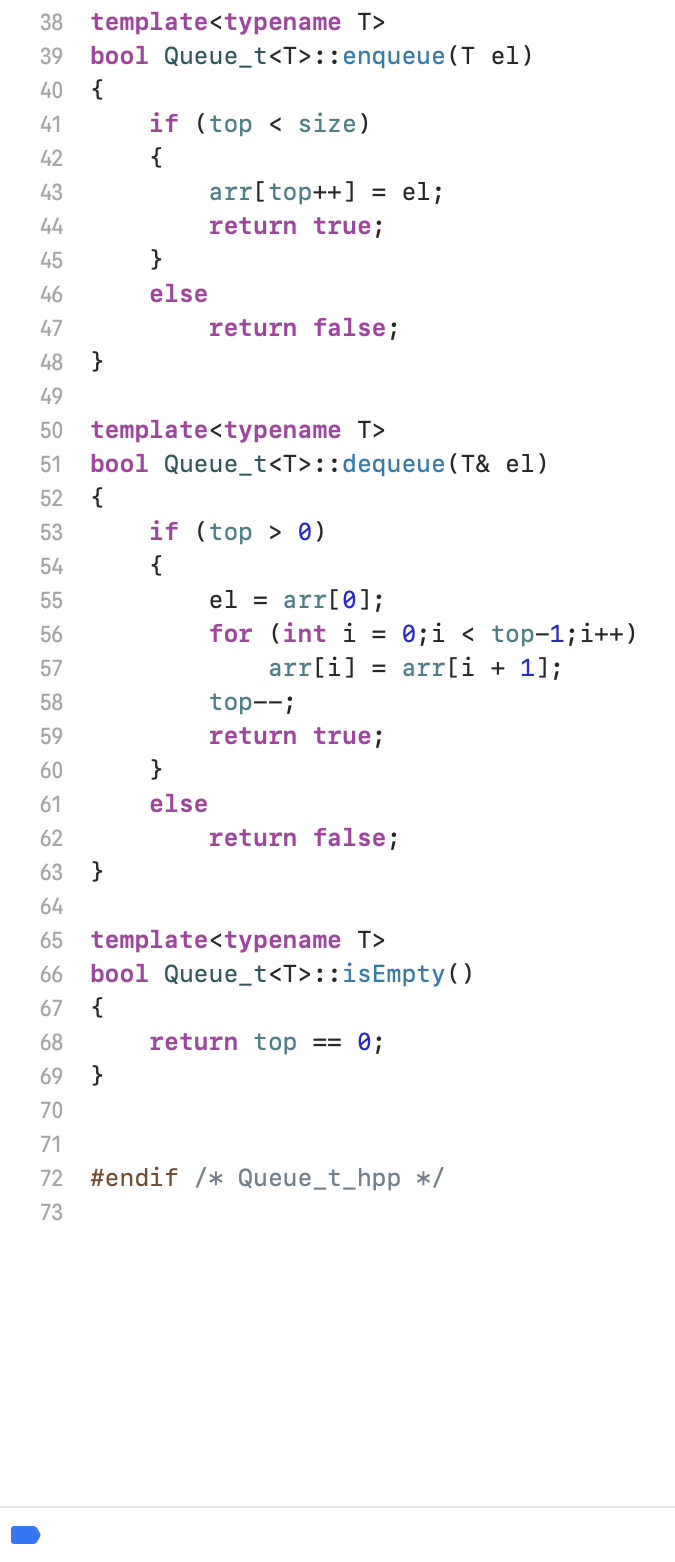 38 template<typename T>
39 bool Queue_t<T>::enqueue(T el)
40 {
41     if (top < size)
42     {
43         arr[top++] = el;
44         return true;
45     }
46     else
47         return false;
48 }
49
50 template<typename T>
51 bool Queue_t<T>::dequeue(T& el)
52 {
53     if (top > 0)
54     {
55         el = arr[0];
56         for (int i = 0;i < top-1;i++)
57             arr[i] = arr[i + 1];
58         top--;
59         return true;
60     }
61     else
62         return false;
63 }
64
65 template<typename T>
66 bool Queue_t<T>::isEmpty()
67 {
68     return top == 0;
69 }
70
71
72 #endif /* Queue_t_hpp */
73